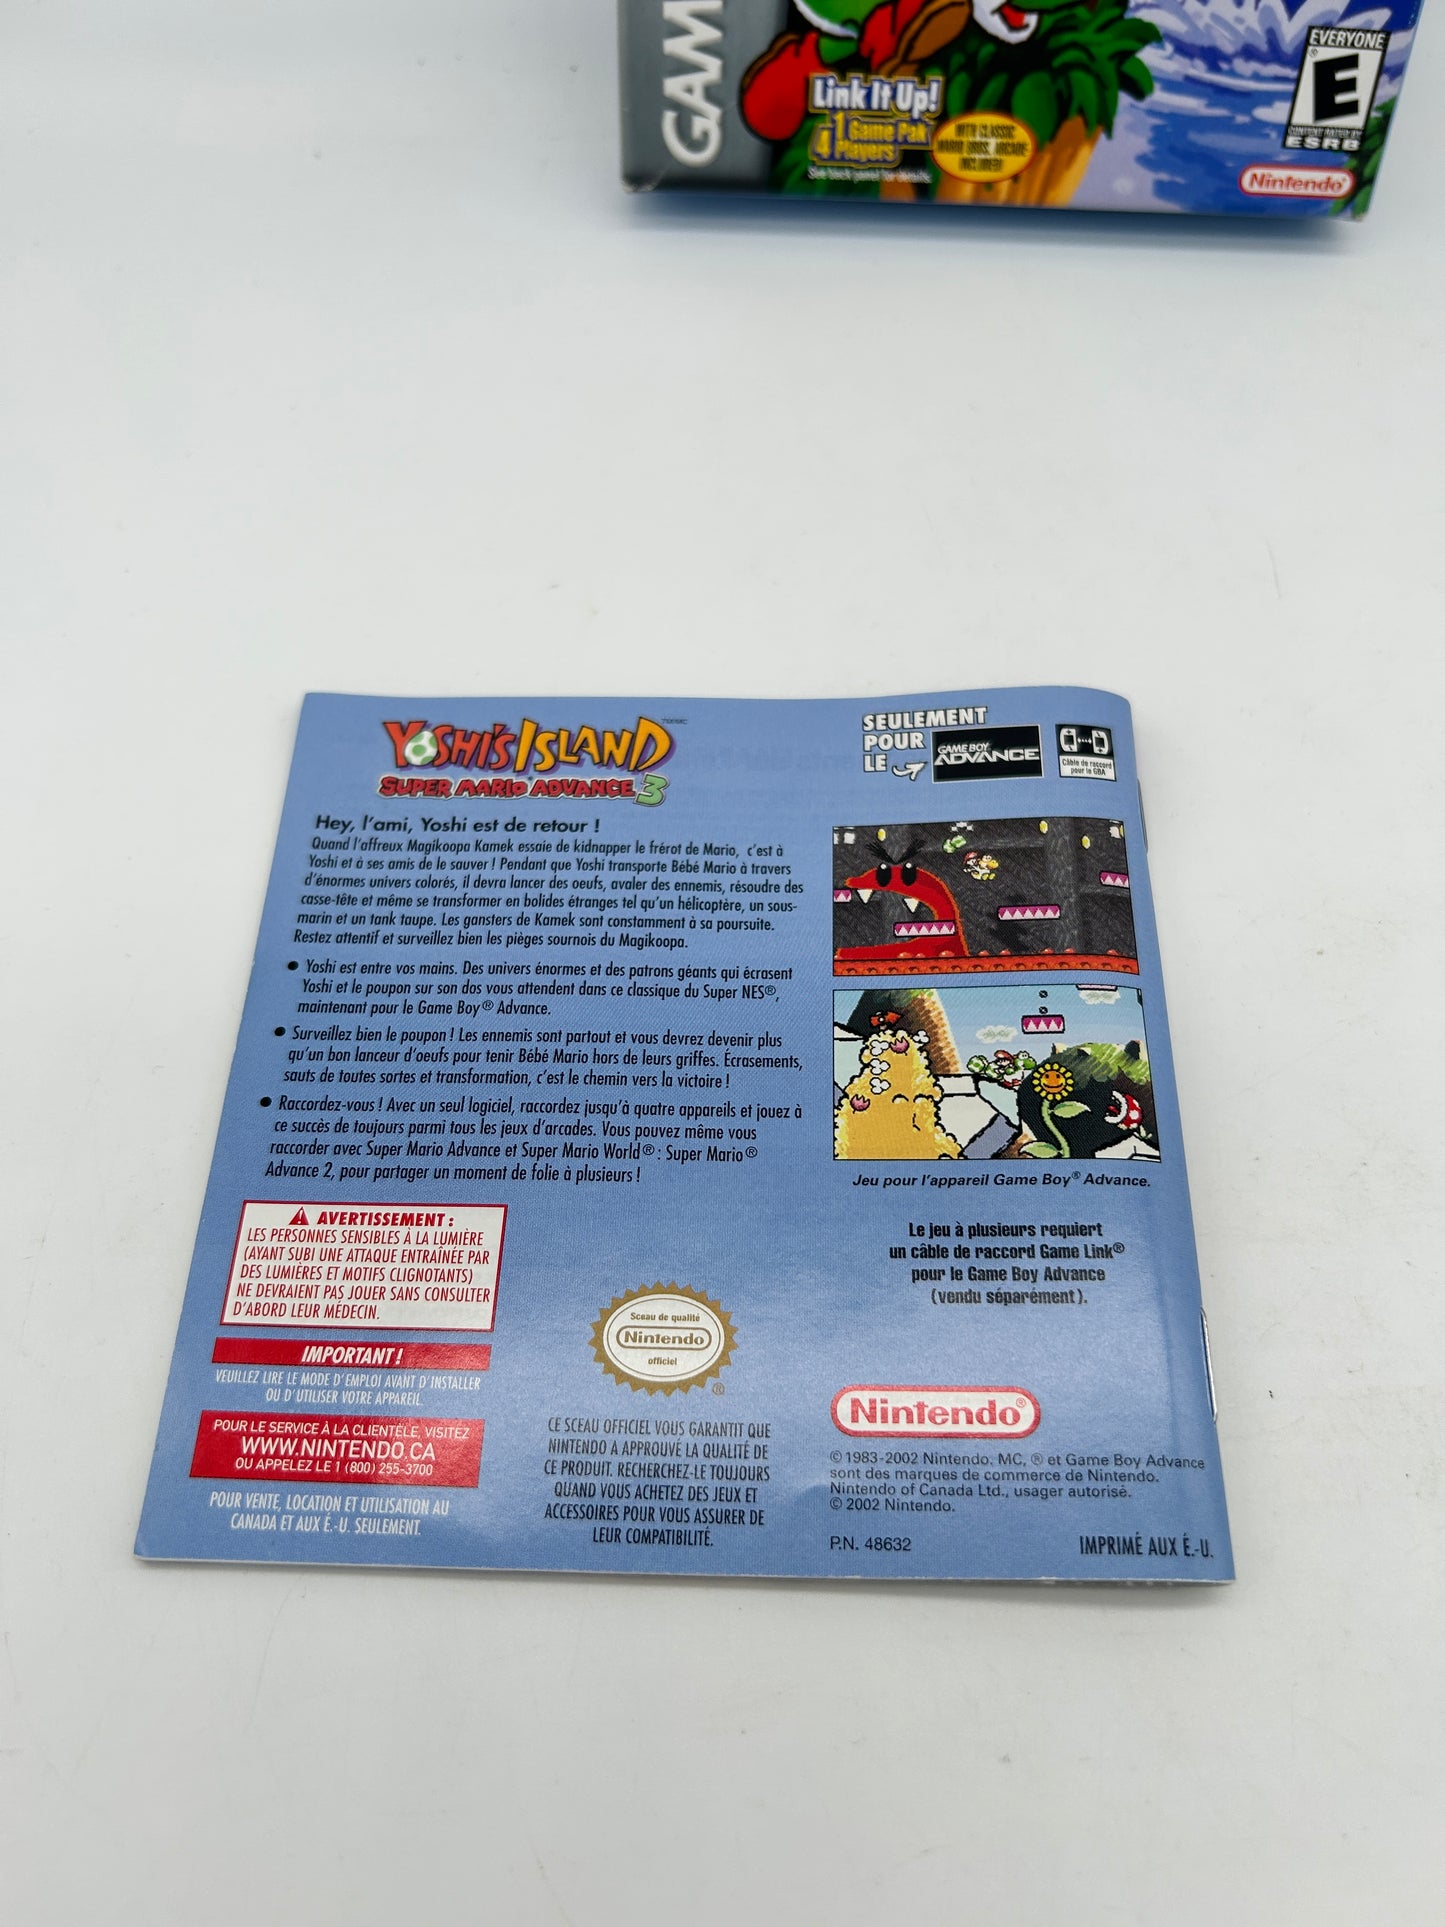 GAM
Link It Up!
1 Game Pak
4 Players
See back panel for details.
WITH CLASSIC
MARIO BROS. ARCADE
INCLUDED!
EVERYONE
E
CONTENT RATED BY
ESRB
Nintendo®
YOSHI'S ISLAND
TM/MC
SUPER MARIO ADVANCE 3
SEULEMENT
POUR
LE
GAME BOY
ADVANCE
Câble de raccord
pour le GBA
Hey, l'ami, Yoshi est de retour !
Quand l'affreux Magikoopa Kamek essaie de kidnapper le frérot de Mario, c'est à
Yoshi et à ses amis de le sauver ! Pendant que Yoshi transporte Bébé Mario à travers
d'énormes univers colorés, il devra lancer des oeufs, avaler des ennemis, résoudre des
casse-tête et même se transformer en bolides étranges tel qu'un hélicoptère, un sous-
marin et un tank taupe. Les gansters de Kamek sont constamment à sa poursuite.
Restez attentif et surveillez bien les pièges sournois du Magikoopa.
● Yoshi est entre vos mains. Des univers énormes et des patrons géants qui écrasent
Yoshi et le poupon sur son dos vous attendent dans ce classique du Super NES®,
maintenant pour le Game Boy® Advance.
● Surveillez bien le poupon ! Les ennemis sont partout et vous devrez devenir plus
qu'un bon lanceur d'oeufs pour tenir Bébé Mario hors de leurs griffes. Écrasements,
sauts de toutes sortes et transformation, c'est le chemin vers la victoire !
● Raccordez-vous ! Avec un seul logiciel, raccordez jusqu'à quatre appareils et jouez à
ce succès de toujours parmi tous les jeux d'arcades. Vous pouvez même vous
raccorder avec Super Mario Advance et Super Mario World® : Super Mario®
Advance 2, pour partager un moment de folie à plusieurs !
Jeu pour l'appareil Game Boy® Advance.
Le jeu à plusieurs requiert
un câble de raccord Game Link®
pour le Game Boy Advance
(vendu séparément).
AVERTISSEMENT :
LES PERSONNES SENSIBLES À LA LUMIÈRE
(AYANT SUBI UNE ATTAQUE ENTRAÎNÉE PAR
DES LUMIÈRES ET MOTIFS CLIGNOTANTS)
NE DEVRAIENT PAS JOUER SANS CONSULTER
D'ABORD LEUR MÉDECIN.
IMPORTANT !
VEUILLEZ LIRE LE MODE D'EMPLOI AVANT D'INSTALLER
OU D'UTILISER VOTRE APPAREIL.
POUR LE SERVICE À LA CLIENTÈLE, VISITEZ
WWW.NINTENDO.CA
OU APPELEZ LE 1 (800) 255-3700
POUR VENTE, LOCATION ET UTILISATION AU
CANADA ET AUX É.-U. SEULEMENT.
Sceau de qualité
Nintendo
officiel
®
CE SCEAU OFFICIEL VOUS GARANTIT QUE
NINTENDO A APPROUVÉ LA QUALITÉ DE
CE PRODUIT. RECHERCHEZ-LE TOUJOURS
QUAND VOUS ACHETEZ DES JEUX ET
ACCESSOIRES POUR VOUS ASSURER DE
LEUR COMPATIBILITÉ.
Nintendo®
© 1983-2002 Nintendo. MC, ® et Game Boy Advance
sont des marques de commerce de Nintendo.
Nintendo of Canada Ltd., usager autorisé.
© 2002 Nintendo.
P.N. 48632
IMPRIMÉ AUX É.-U.